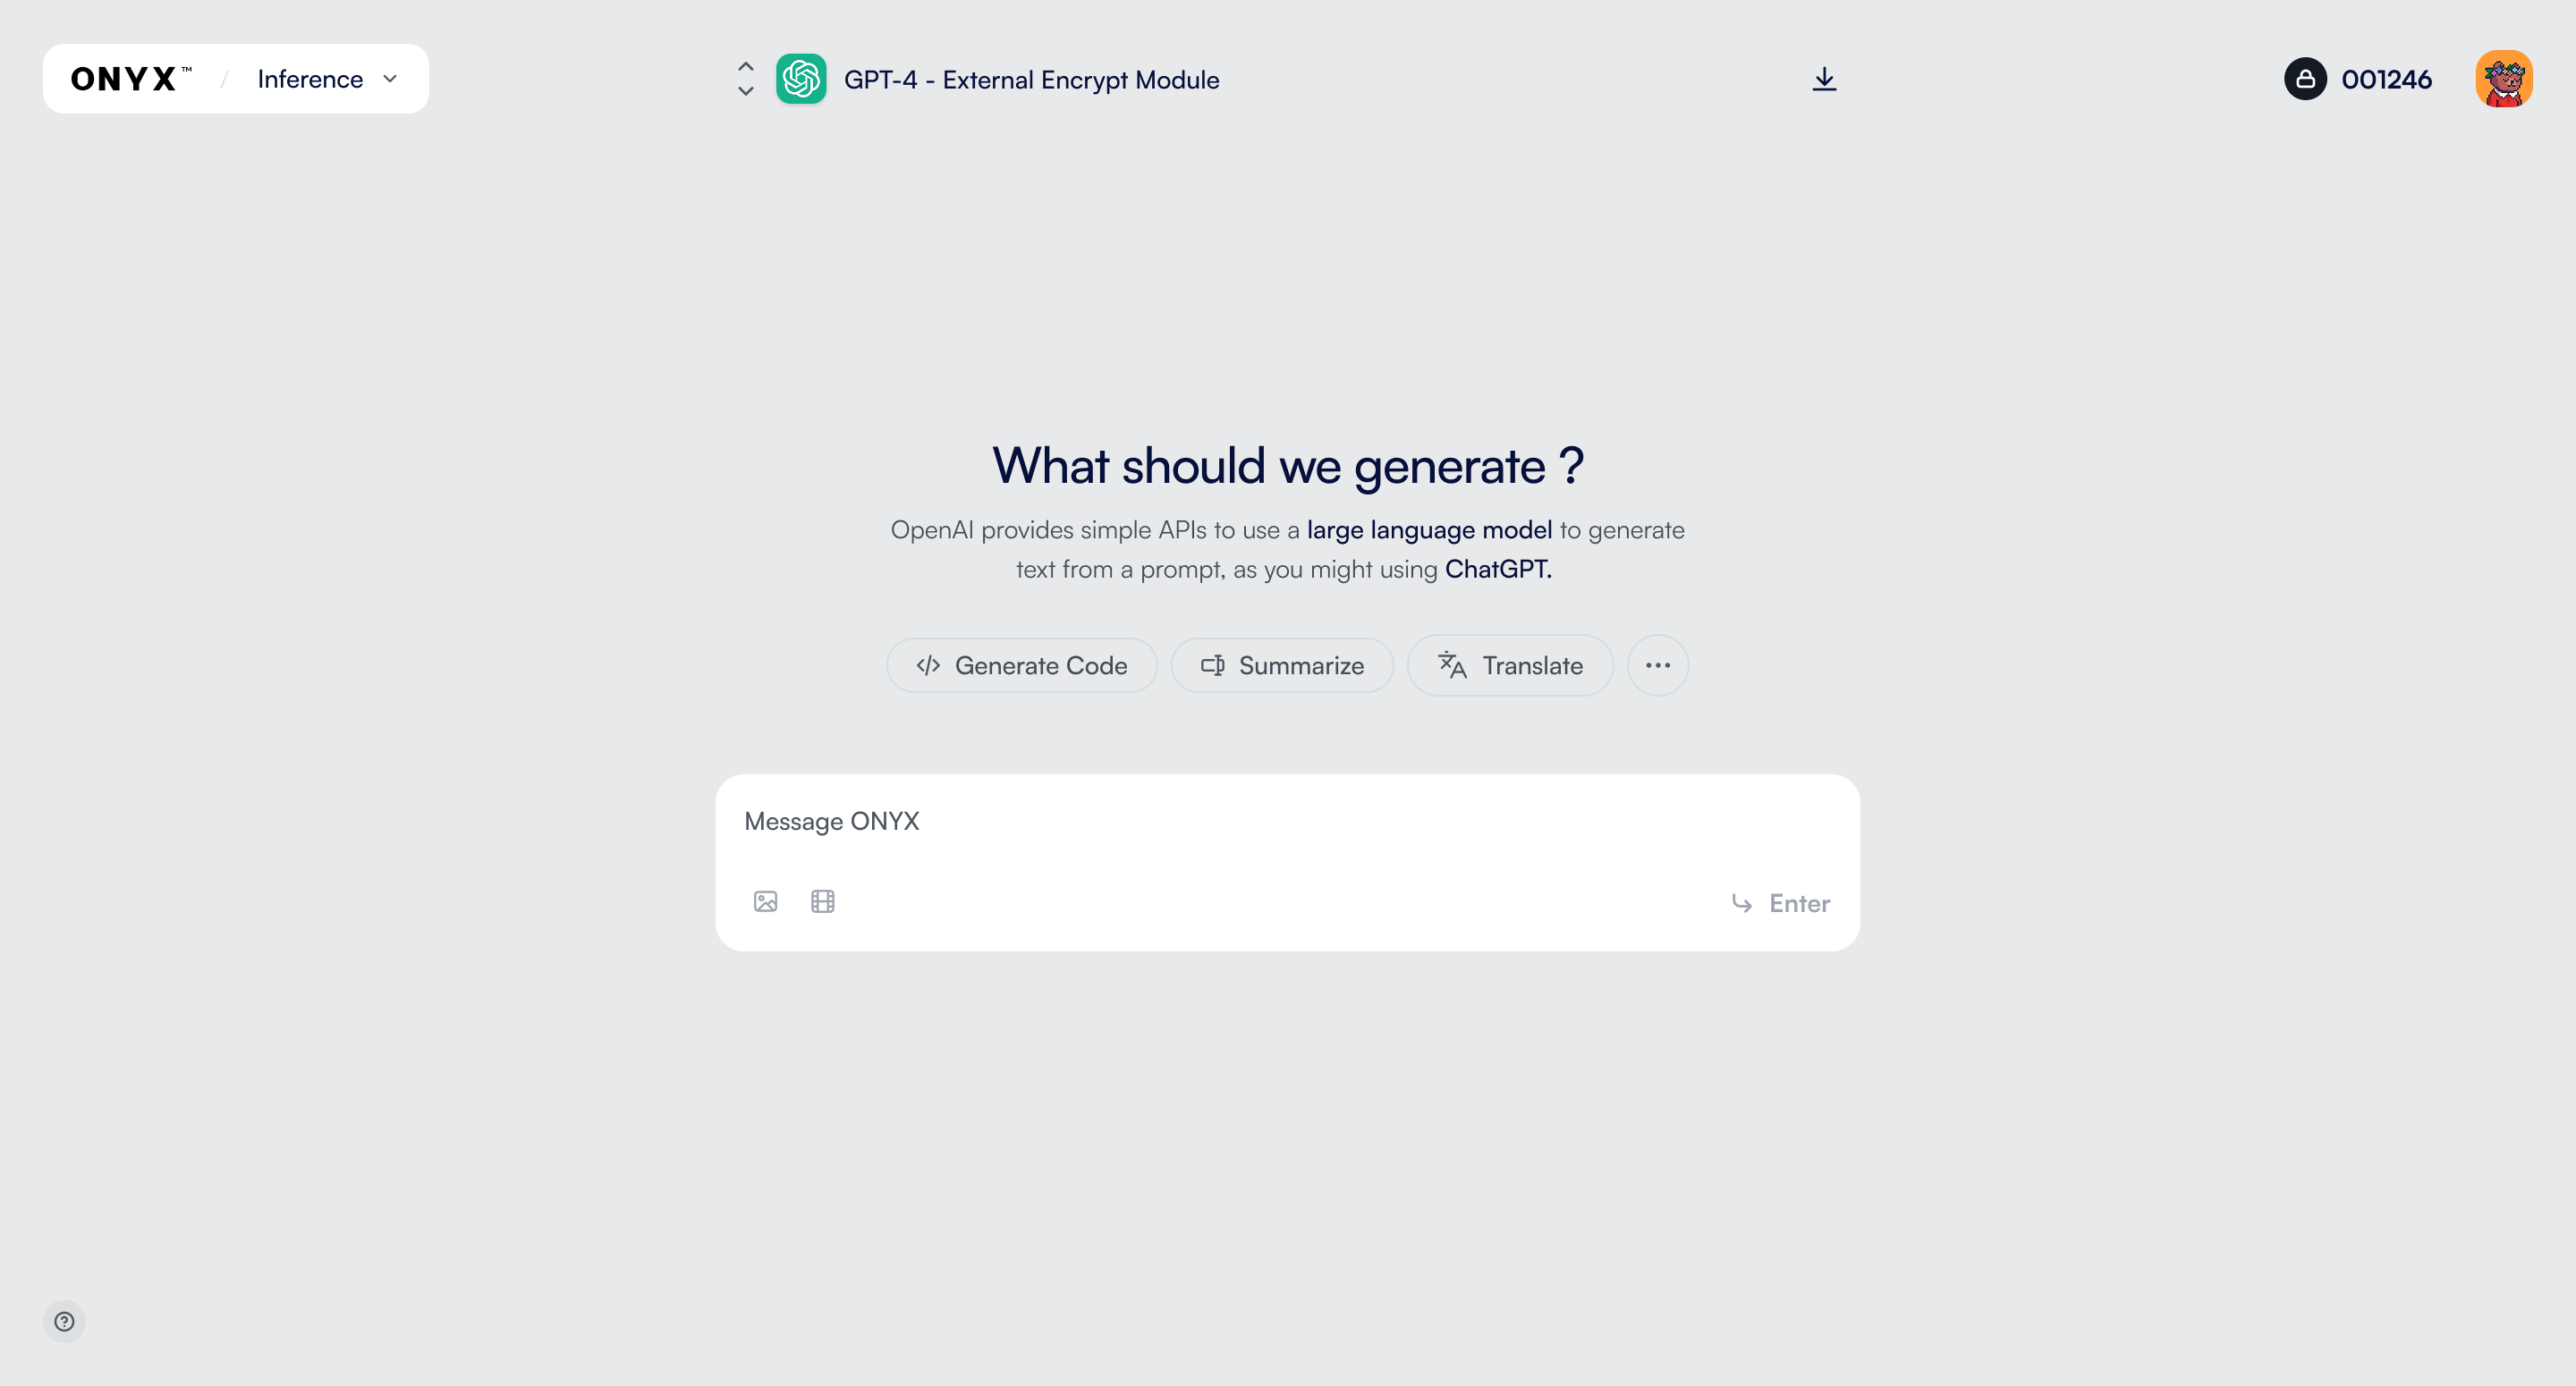 ONYX™ / Inference
GPT-4 - External Encrypt Module
001246
What should we generate ?
OpenAI provides simple APIs to use a large language model to generate
text from a prompt, as you might using ChatGPT.
Generate Code
Summarize
Translate
Message ONYX
Enter